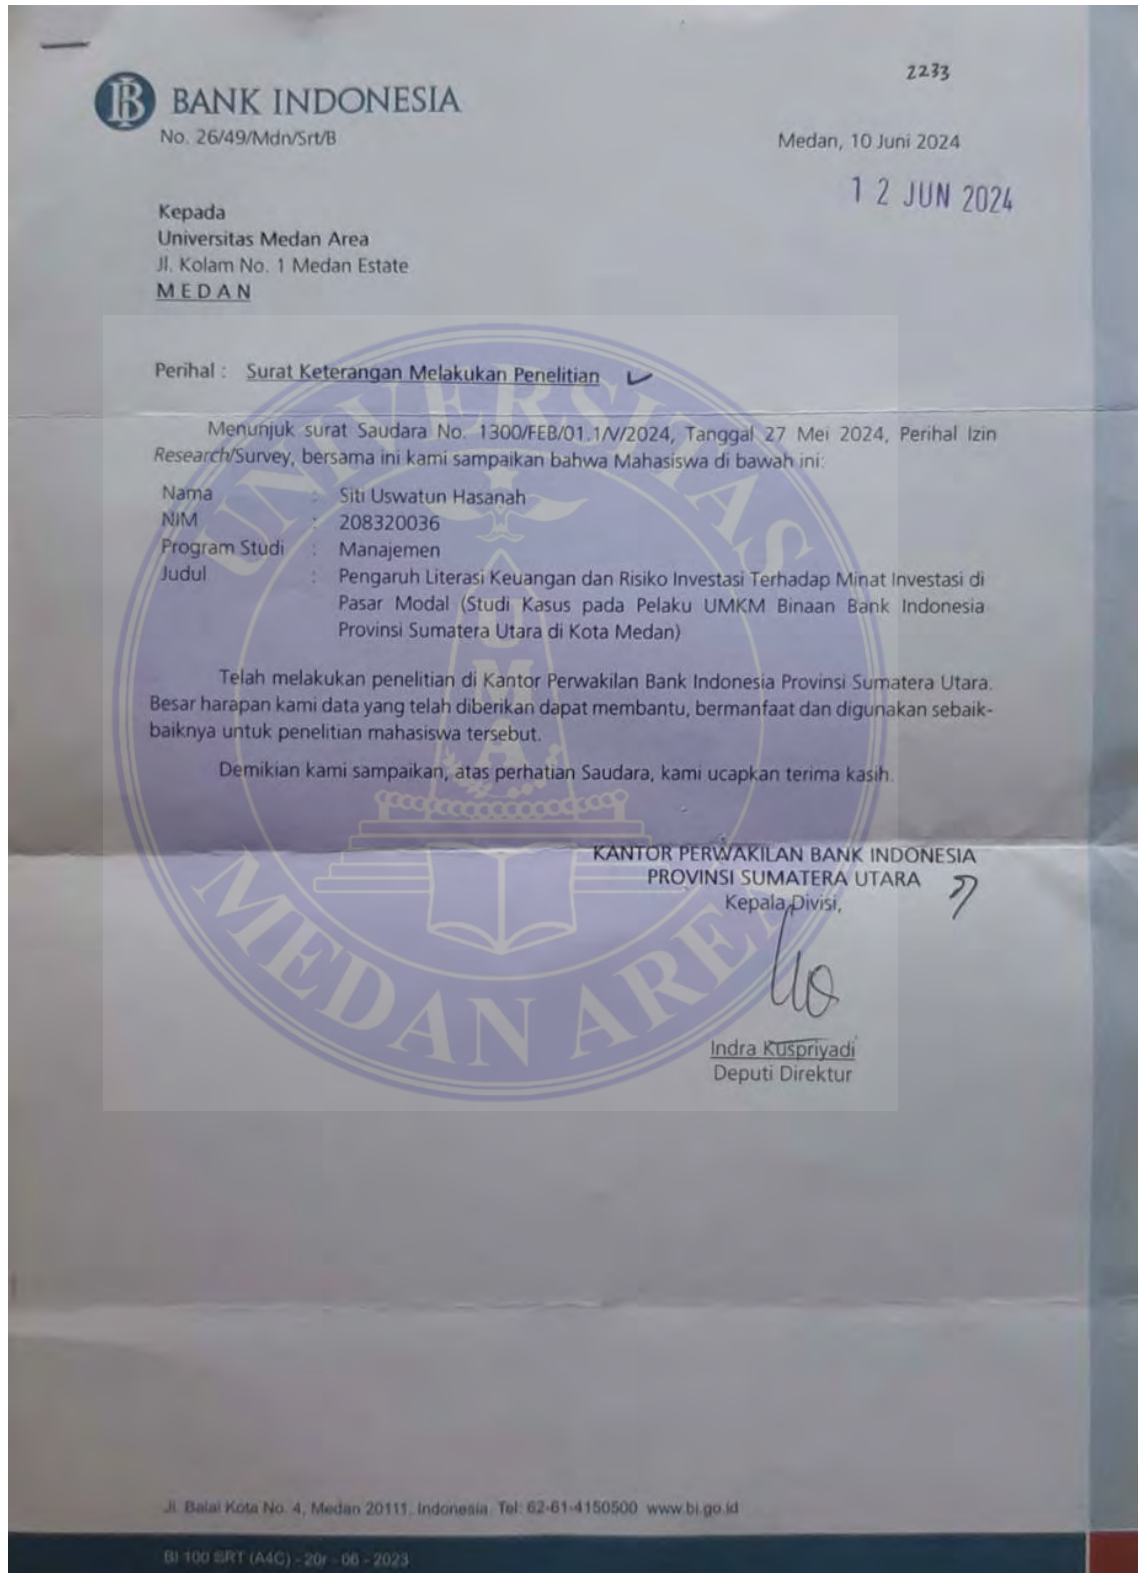 2233
BANK INDONESIA
No. 26/49/Mdn/Srt/B
Medan, 10 Juni 2024
12 JUN 2024
Kepada
Universitas Medan Area
Jl. Kolam No. 1 Medan Estate
MEDAN
Perihal : Surat Keterangan Melakukan Penelitian
Menunjuk surat Saudara No. 1300/FEB/01.1/V/2024, Tanggal 27 Mei 2024, Perihal Izin
Research/Survey, bersama ini kami sampaikan bahwa Mahasiswa di bawah ini:
Nama : Siti Uswatun Hasanah
NIM : 208320036
Program Studi : Manajemen
Judul : Pengaruh Literasi Keuangan dan Risiko Investasi Terhadap Minat Investasi di
Pasar Modal (Studi Kasus pada Pelaku UMKM Binaan Bank Indonesia
Provinsi Sumatera Utara di Kota Medan)
Telah melakukan penelitian di Kantor Perwakilan Bank Indonesia Provinsi Sumatera Utara.
Besar harapan kami data yang telah diberikan dapat membantu, bermanfaat dan digunakan sebaik-
baiknya untuk penelitian mahasiswa tersebut.
Demikian kami sampaikan, atas perhatian Saudara, kami ucapkan terima kasih.
KANTOR PERWAKILAN BANK INDONESIA
PROVINSI SUMATERA UTARA
Kepala Divisi,
Indra Kuspriyadi
Deputi Direktur
UNIVERSITAS
UMA
MEDAN AREA
Jl. Balai Kota No. 4, Medan 20111, Indonesia. Tel: 62-61-4150500 www.bi.go.id
BI 100 SRT (A4C) - 20r - 06 - 2023